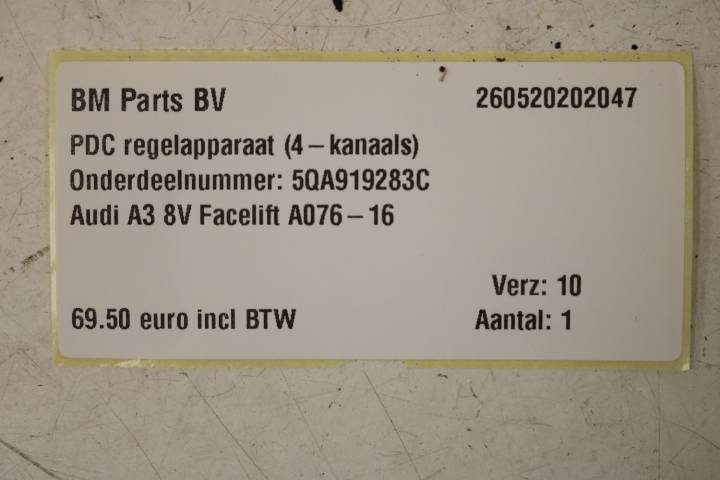 BM Parts BV 260520202047
PDC regelapparaat (4-kanaals)
Onderdeelnummer: 5QA919283C
Audi A3 8V Facelift A076-16
Verz: 10
69.50 euro incl BTW Aantal: 1